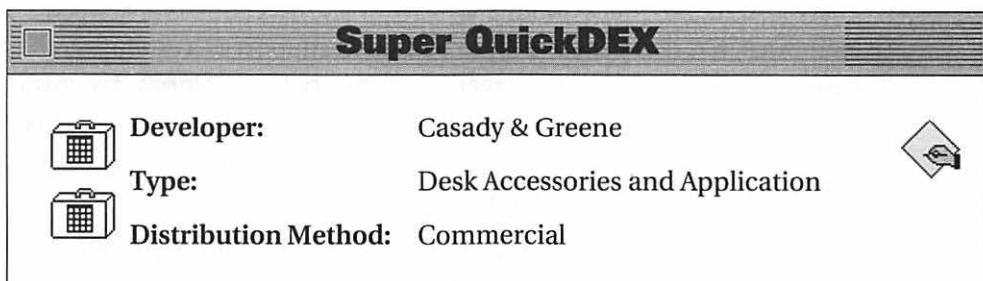 Super QuickDEX
Developer: Casady & Greene
Type: Desk Accessories and Application
Distribution Method: Commercial